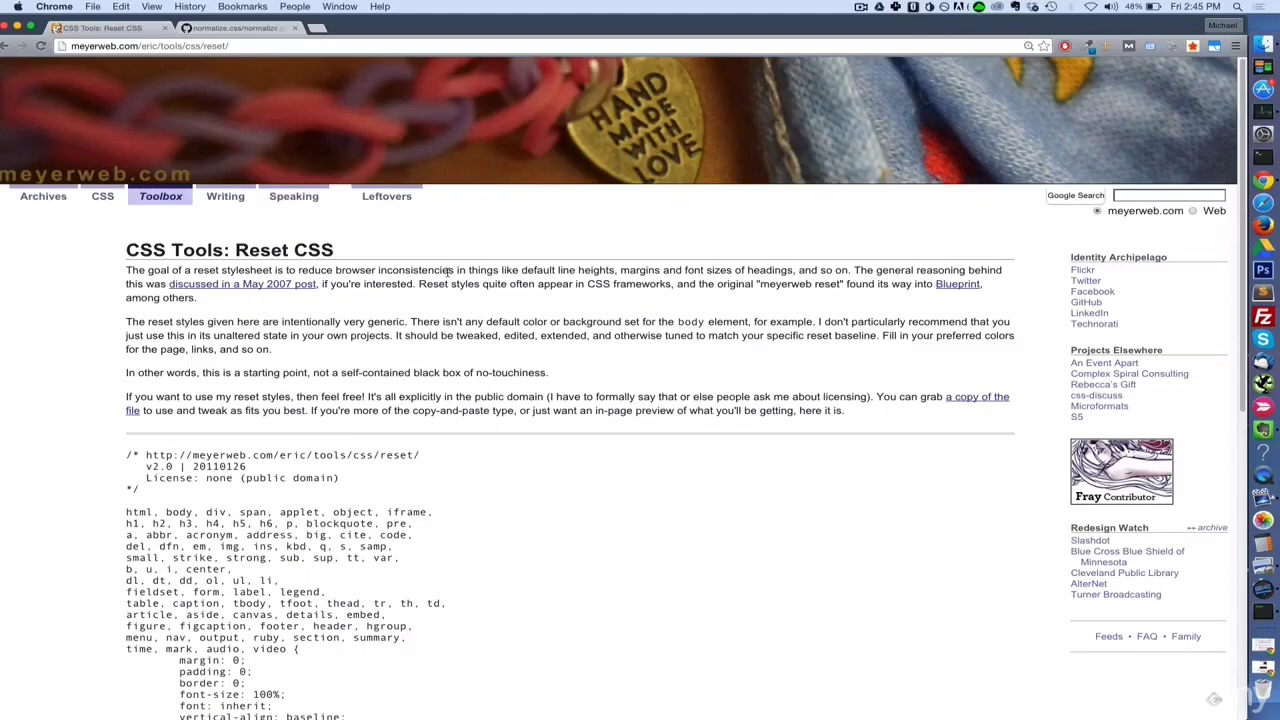 Chrome File Edit View History Bookmarks People Window Help 48% Fri 2:45 PM
CSS Tools: Reset CSS normalize.css/normalize Michael
meyerweb.com/eric/tools/css/reset/
HAND
MADE
WITH
LOVE
meyerweb.com
Archives CSS Toolbox Writing Speaking Leftovers Google Search
meyerweb.com Web
CSS Tools: Reset CSS
The goal of a reset stylesheet is to reduce browser inconsistencies in things like default line heights, margins and font sizes of headings, and so on. The general reasoning behind
this was discussed in a May 2007 post, if you're interested. Reset styles quite often appear in CSS frameworks, and the original "meyerweb reset" found its way into Blueprint,
among others.
The reset styles given here are intentionally very generic. There isn't any default color or background set for the body element, for example. I don't particularly recommend that you
just use this in its unaltered state in your own projects. It should be tweaked, edited, extended, and otherwise tuned to match your specific reset baseline. Fill in your preferred colors
for the page, links, and so on.
In other words, this is a starting point, not a self-contained black box of no-touchiness.
If you want to use my reset styles, then feel free! It's all explicitly in the public domain (I have to formally say that or else people ask me about licensing). You can grab a copy of the
file to use and tweak as fits you best. If you're more of the copy-and-paste type, or just want an in-page preview of what you'll be getting, here it is.
/* http://meyerweb.com/eric/tools/css/reset/
v2.0 | 20110126
License: none (public domain)
*/
html, body, div, span, applet, object, iframe,
h1, h2, h3, h4, h5, h6, p, blockquote, pre,
a, abbr, acronym, address, big, cite, code,
del, dfn, em, img, ins, kbd, q, s, samp,
small, strike, strong, sub, sup, tt, var,
b, u, i, center,
dl, dt, dd, ol, ul, li,
fieldset, form, label, legend,
table, caption, tbody, tfoot, thead, tr, th, td,
article, aside, canvas, details, embed,
figure, figcaption, footer, header, hgroup,
menu, nav, output, ruby, section, summary,
time, mark, audio, video {
margin: 0;
padding: 0;
border: 0;
font-size: 100%;
font: inherit;
vertical-align: baseline;
Identity Archipelago
Flickr
Twitter
Facebook
GitHub
LinkedIn
Technorati
Projects Elsewhere
An Event Apart
Complex Spiral Consulting
Rebecca's Gift
css-discuss
Microformats
S5
Fray Contributor
Redesign Watch ►► archive
Slashdot
Blue Cross Blue Shield of
Minnesota
Cleveland Public Library
AlterNet
Turner Broadcasting
Feeds • FAQ • Family